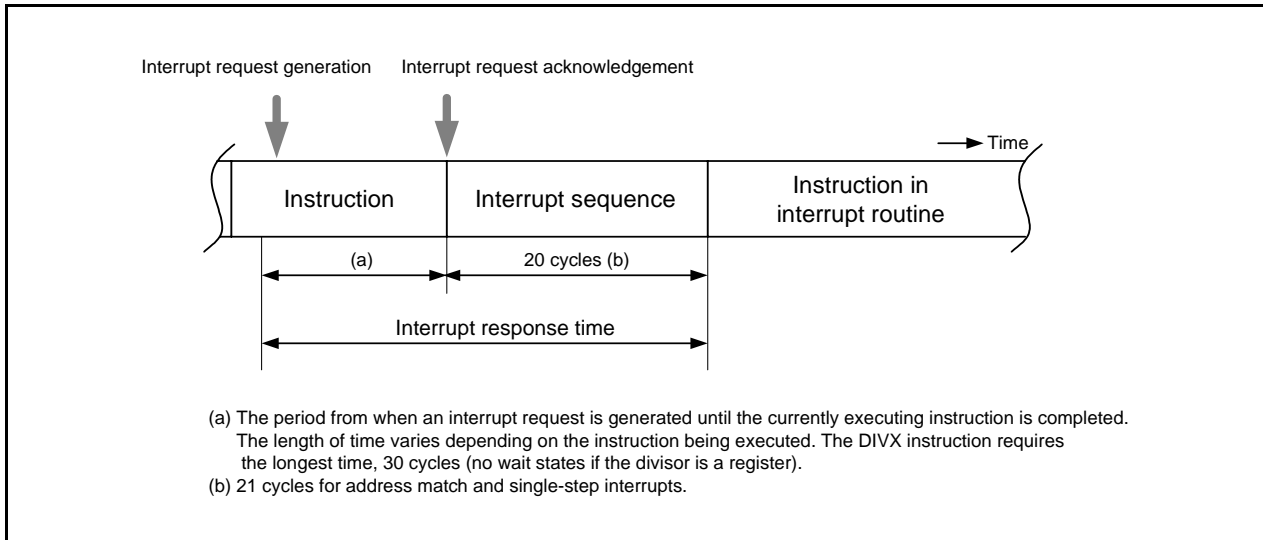 Interrupt request generation
Interrupt request acknowledgement
Time
Instruction
Interrupt sequence
Instruction in
interrupt routine
(a)
20 cycles (b)
Interrupt response time
(a) The period from when an interrupt request is generated until the currently executing instruction is completed.
The length of time varies depending on the instruction being executed. The DIVX instruction requires
the longest time, 30 cycles (no wait states if the divisor is a register).
(b) 21 cycles for address match and single-step interrupts.